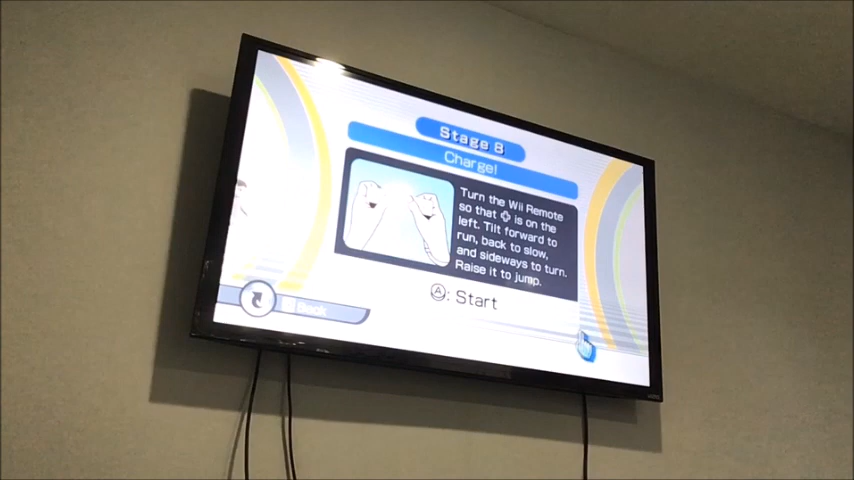 Stage 8
Charge!
Turn the Wii Remote
so that ✚ is on the
left. Tilt forward to
run, back to slow,
and sideways to turn.
Raise it to jump.
Ⓐ: Start
Back